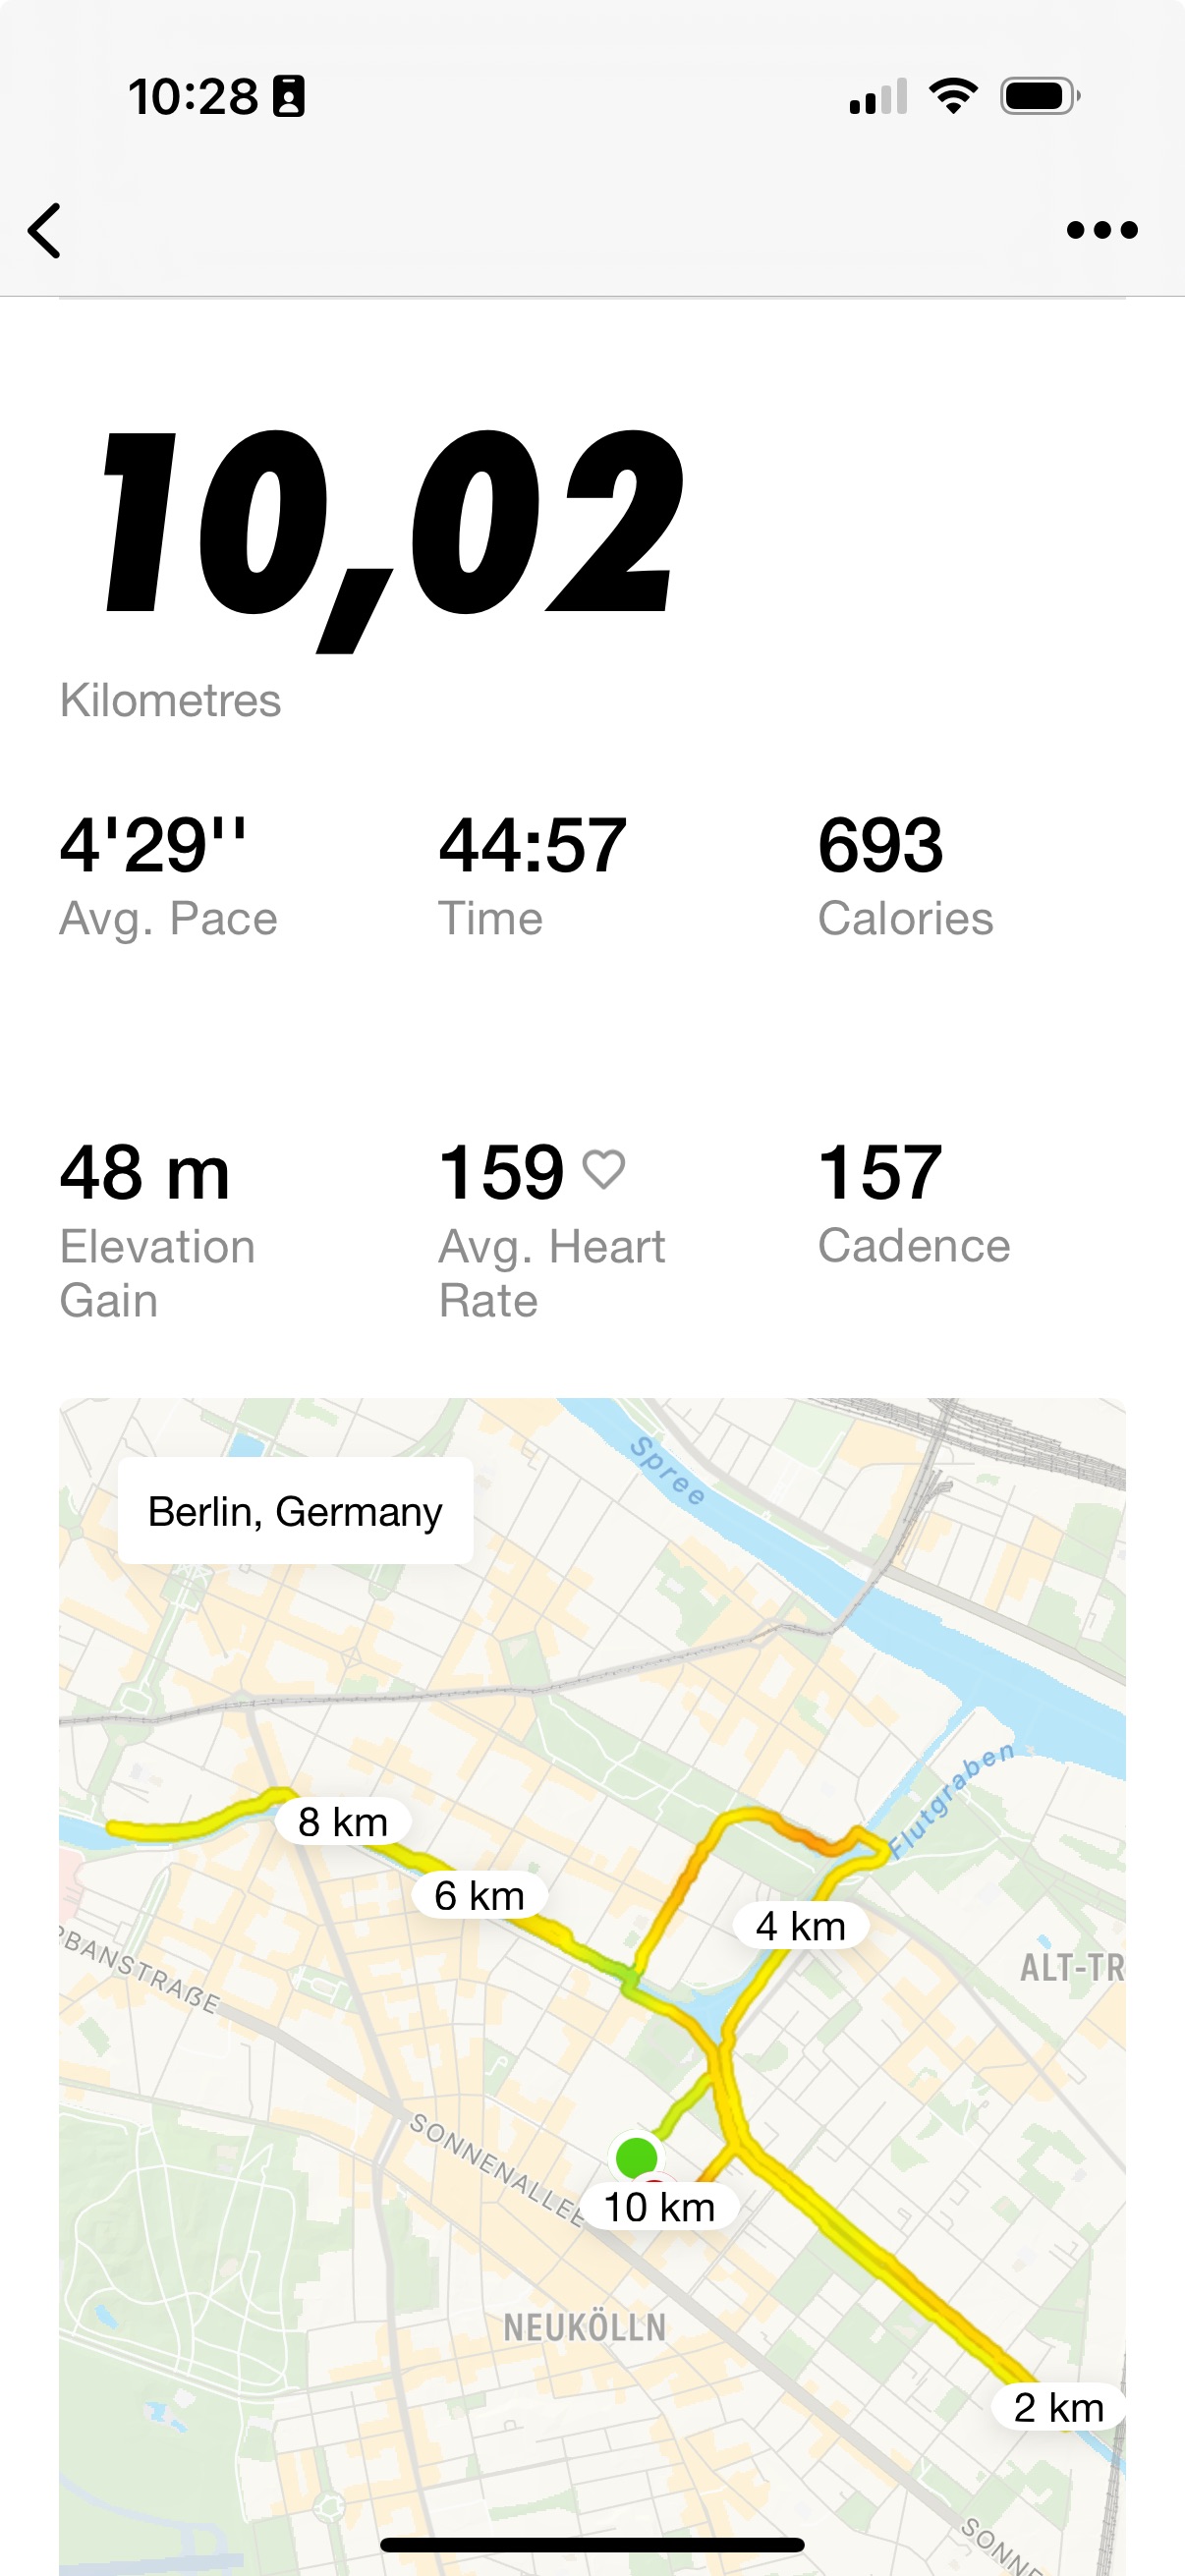 10:28
10,02
Kilometres
4'29'' 44:57 693
Avg. Pace Time Calories
48 m 159 157
Elevation Gain
Avg. Heart Rate
Cadence
Spree
Berlin, Germany
Flutgraben
8 km
6 km
4 km
ALT-TR
RBANSTRAßE
SONNENALLEE
10 km
NEUKÖLLN
2 km
SONNE